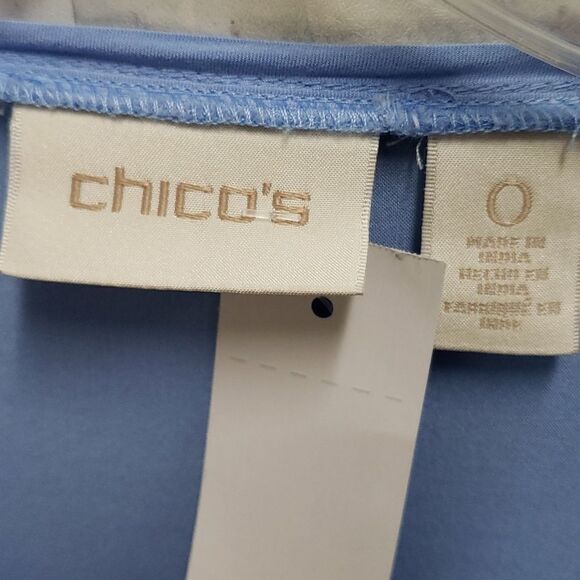 chico's
0
MADE IN
INDIA
HECHO EN
INDIA
FABRIQUÉ EN
INDE